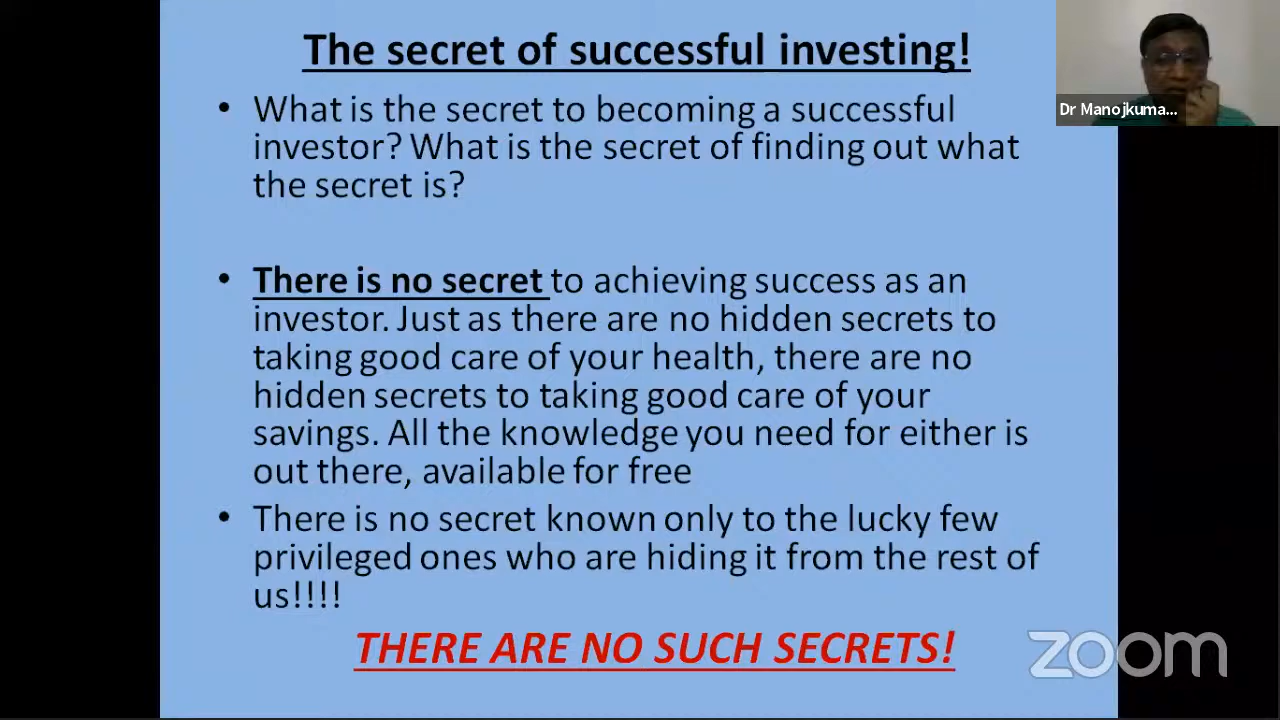 The secret of successful investing!
• What is the secret to becoming a successful
investor? What is the secret of finding out what
the secret is?
• There is no secret to achieving success as an
investor. Just as there are no hidden secrets to
taking good care of your health, there are no
hidden secrets to taking good care of your
savings. All the knowledge you need for either is
out there, available for free
• There is no secret known only to the lucky few
privileged ones who are hiding it from the rest of
us!!!!
THERE ARE NO SUCH SECRETS!
Dr Manojkuma...
zoom